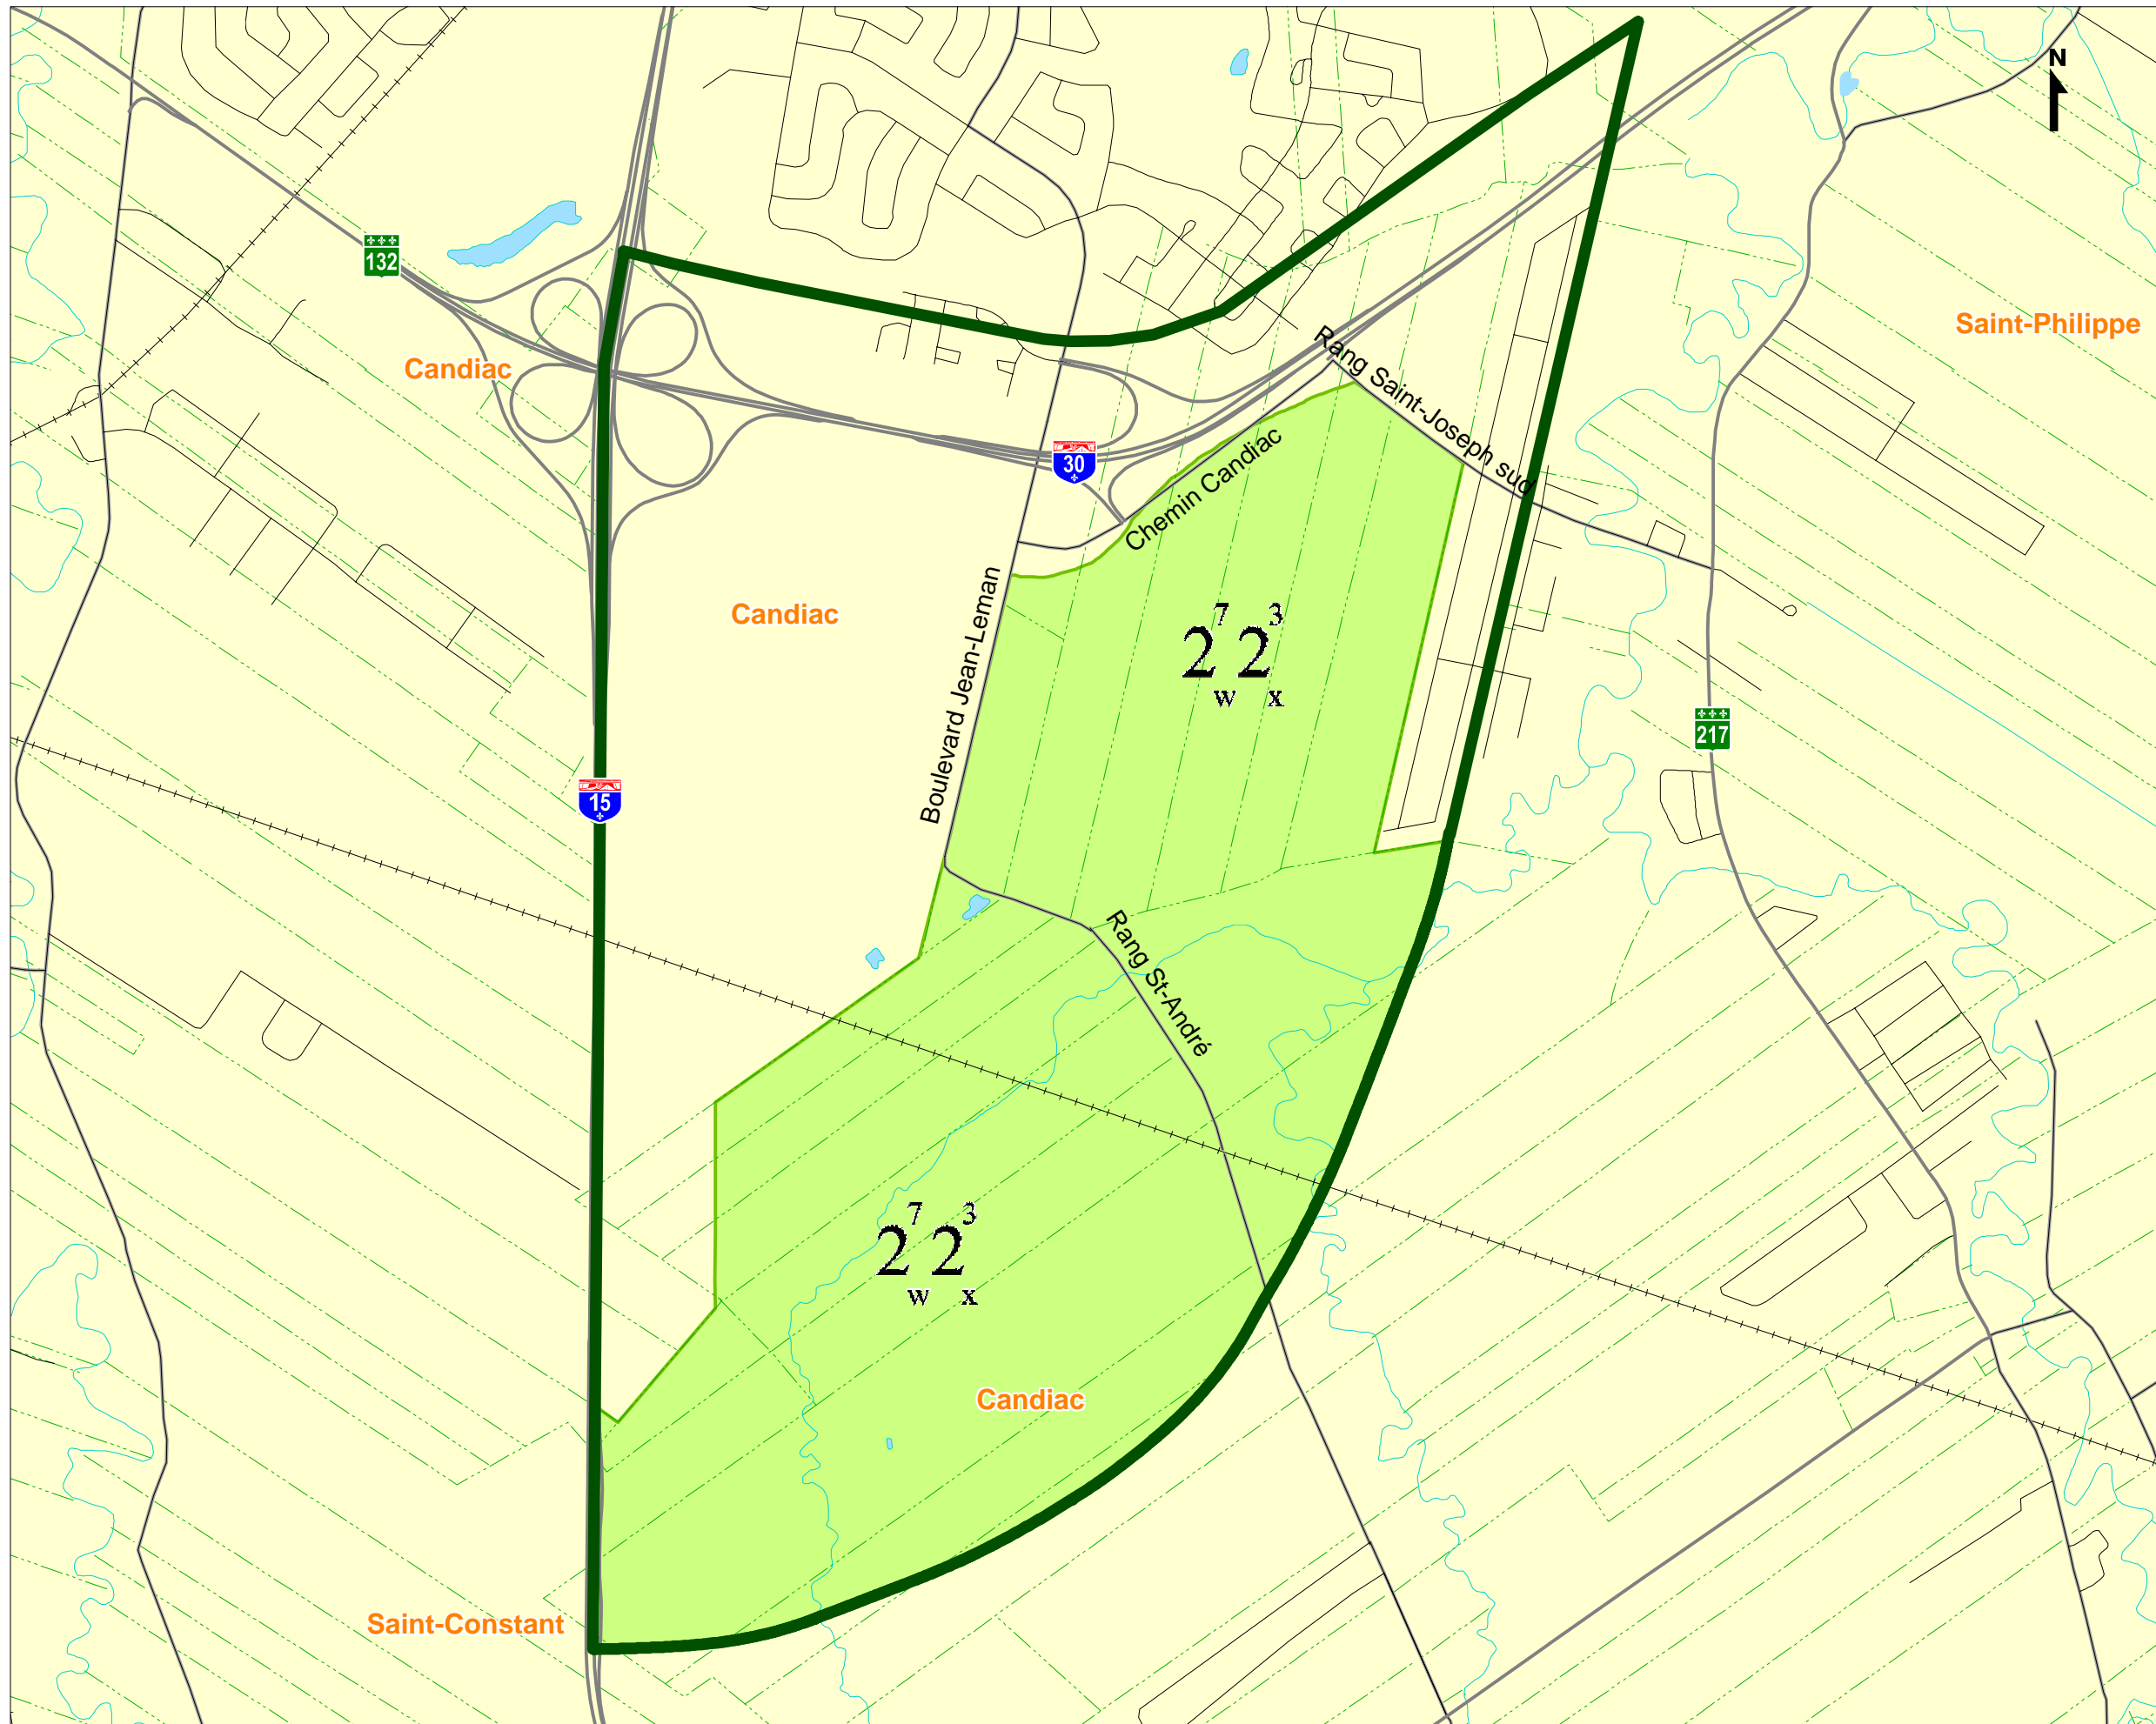 N
132
Candiac
Saint-Philippe
Rang Saint-Joseph sud
30
Chemin Candiac
Candiac
Boulevard Jean-Leman
2 7 w 2 3 x
217
15
Rang St-André
2 7 w 2 3 x
Candiac
Saint-Constant